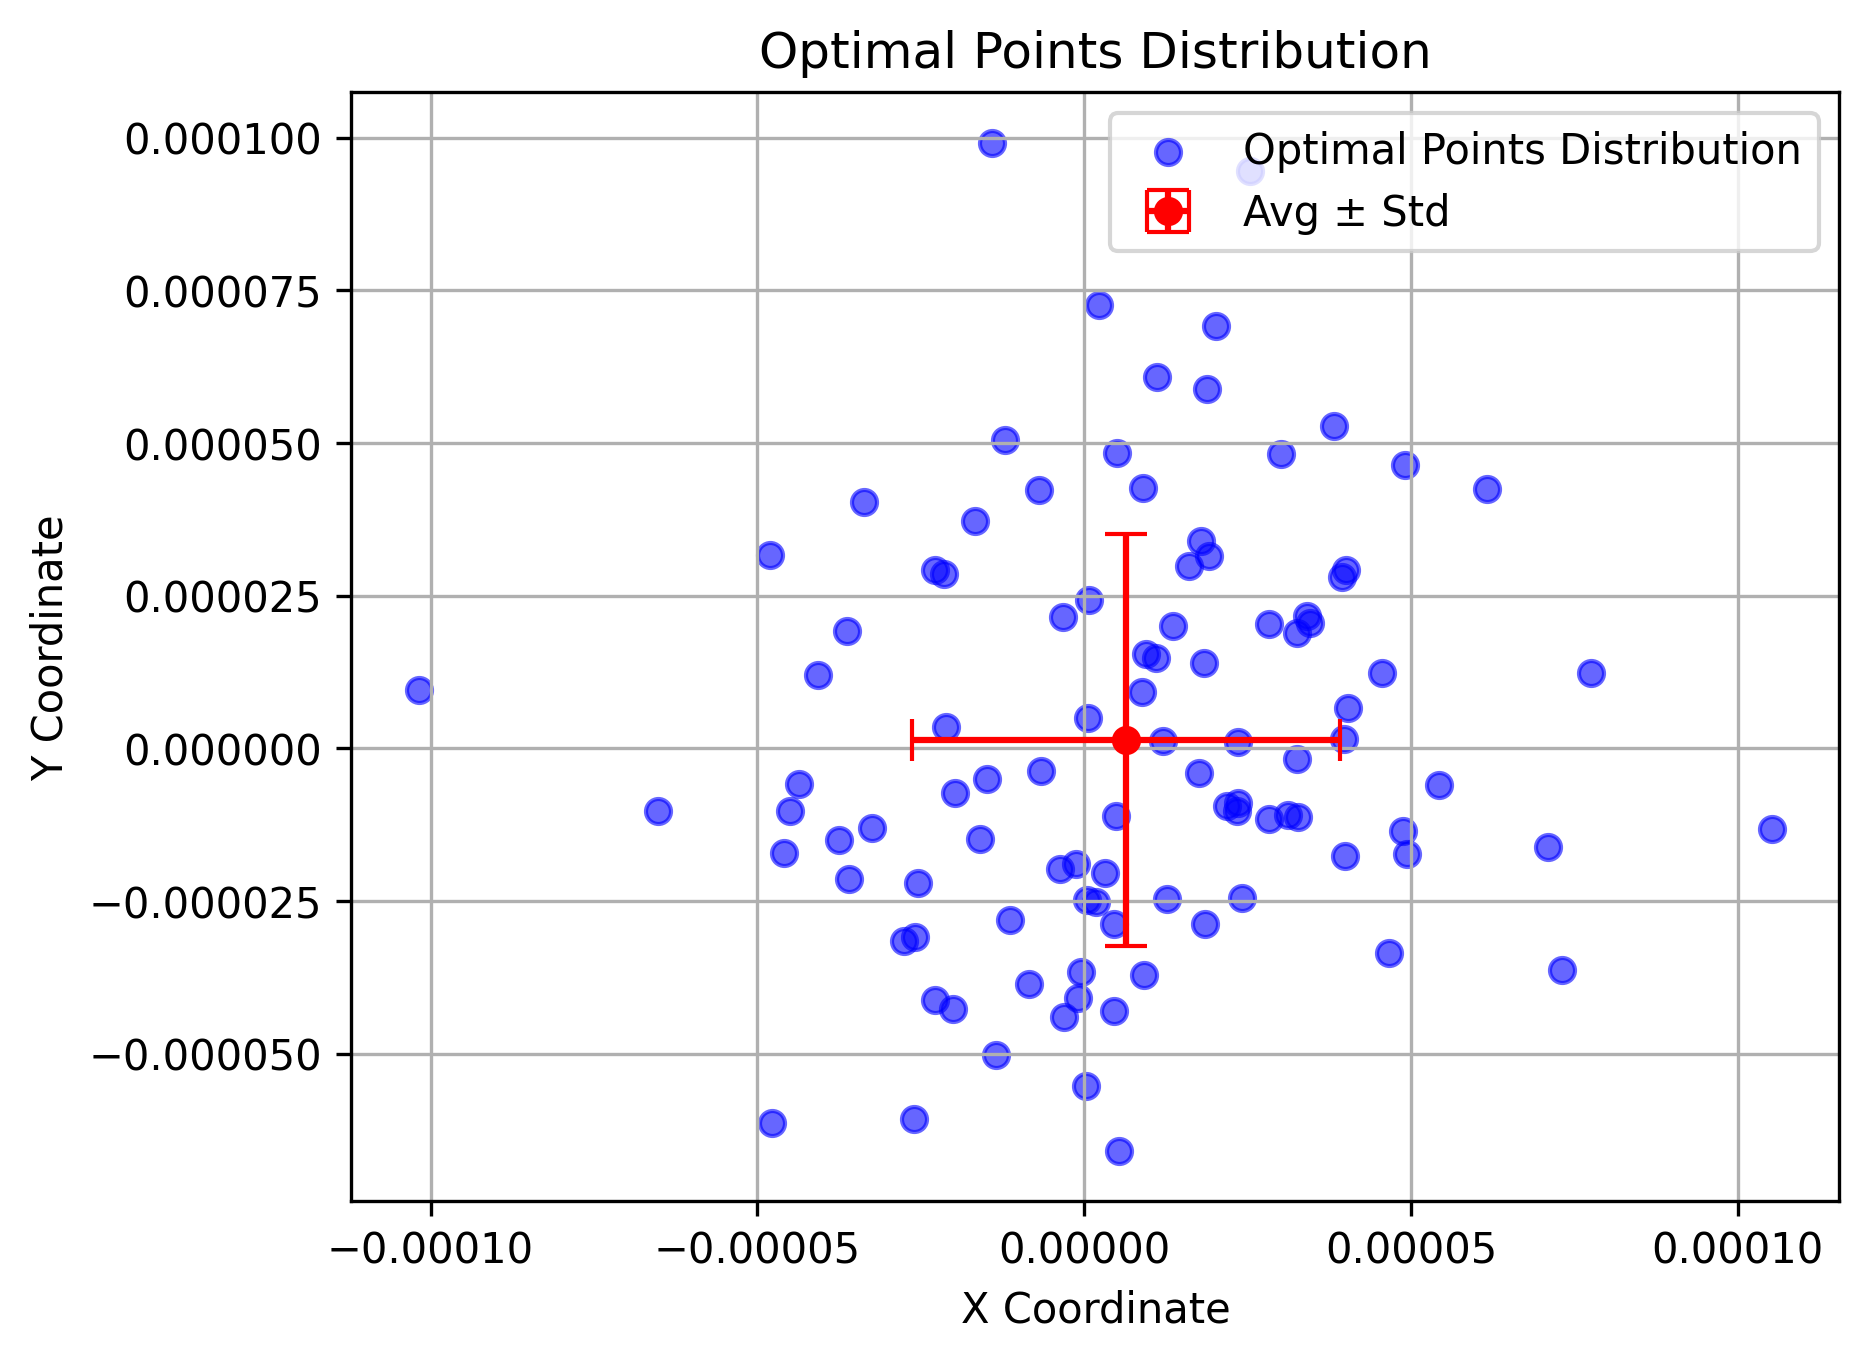 Optimal Points Distribution
Optimal Points Distribution
Avg ± Std
Y Coordinate
0.000100
0.000075
0.000050
0.000025
0.000000
−0.000025
−0.000050
−0.00010
−0.00005
0.00000
0.00005
0.00010
X Coordinate